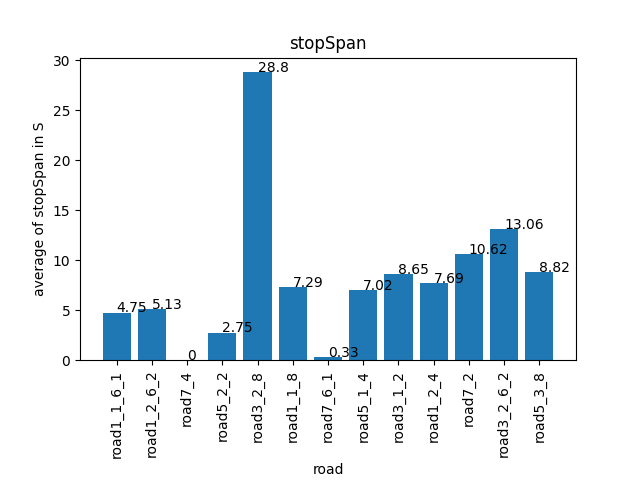 stopSpan
average of stopSpan in S
30
25
20
15
10
5
0
4.75
5.13
0
2.75
28.8
7.29
0.33
7.02
8.65
7.69
10.62
13.06
8.82
road1_1_6_1
road1_2_6_2
road7_4
road5_2_2
road3_2_8
road1_1_8
road7_6_1
road5_1_4
road3_1_2
road1_2_4
road7_2
road3_2_6_2
road5_3_8
road